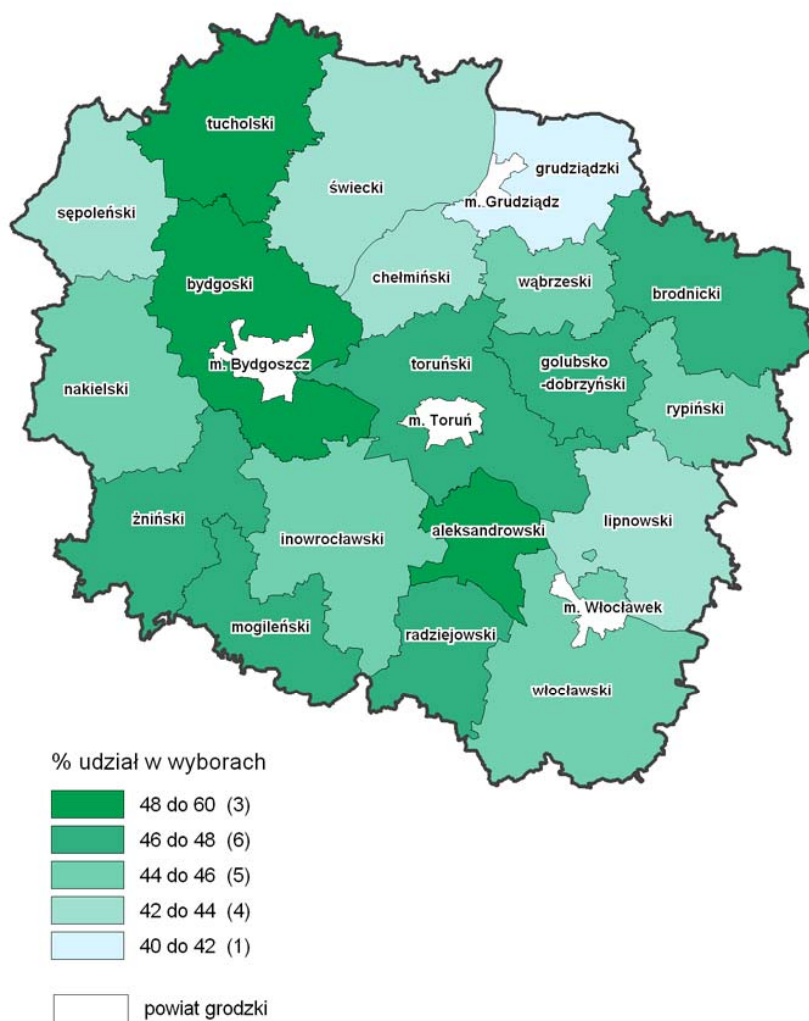 tucholski
świecki
grudziądzki
m. Grudziądz
sępoleński
bydgoski
chełmiński
wąbrzeski
brodnicki
m. Bydgoszcz
toruński
golubsko
-dobrzyński
nakielski
rypiński
m. Toruń
żniński
inowrocławski
aleksandrowski
lipnowski
m. Włocławek
mogileński
radziejowski
włocławski
% udział w wyborach
48 do 60 (3)
46 do 48 (6)
44 do 46 (5)
42 do 44 (4)
40 do 42 (1)
powiat grodzki